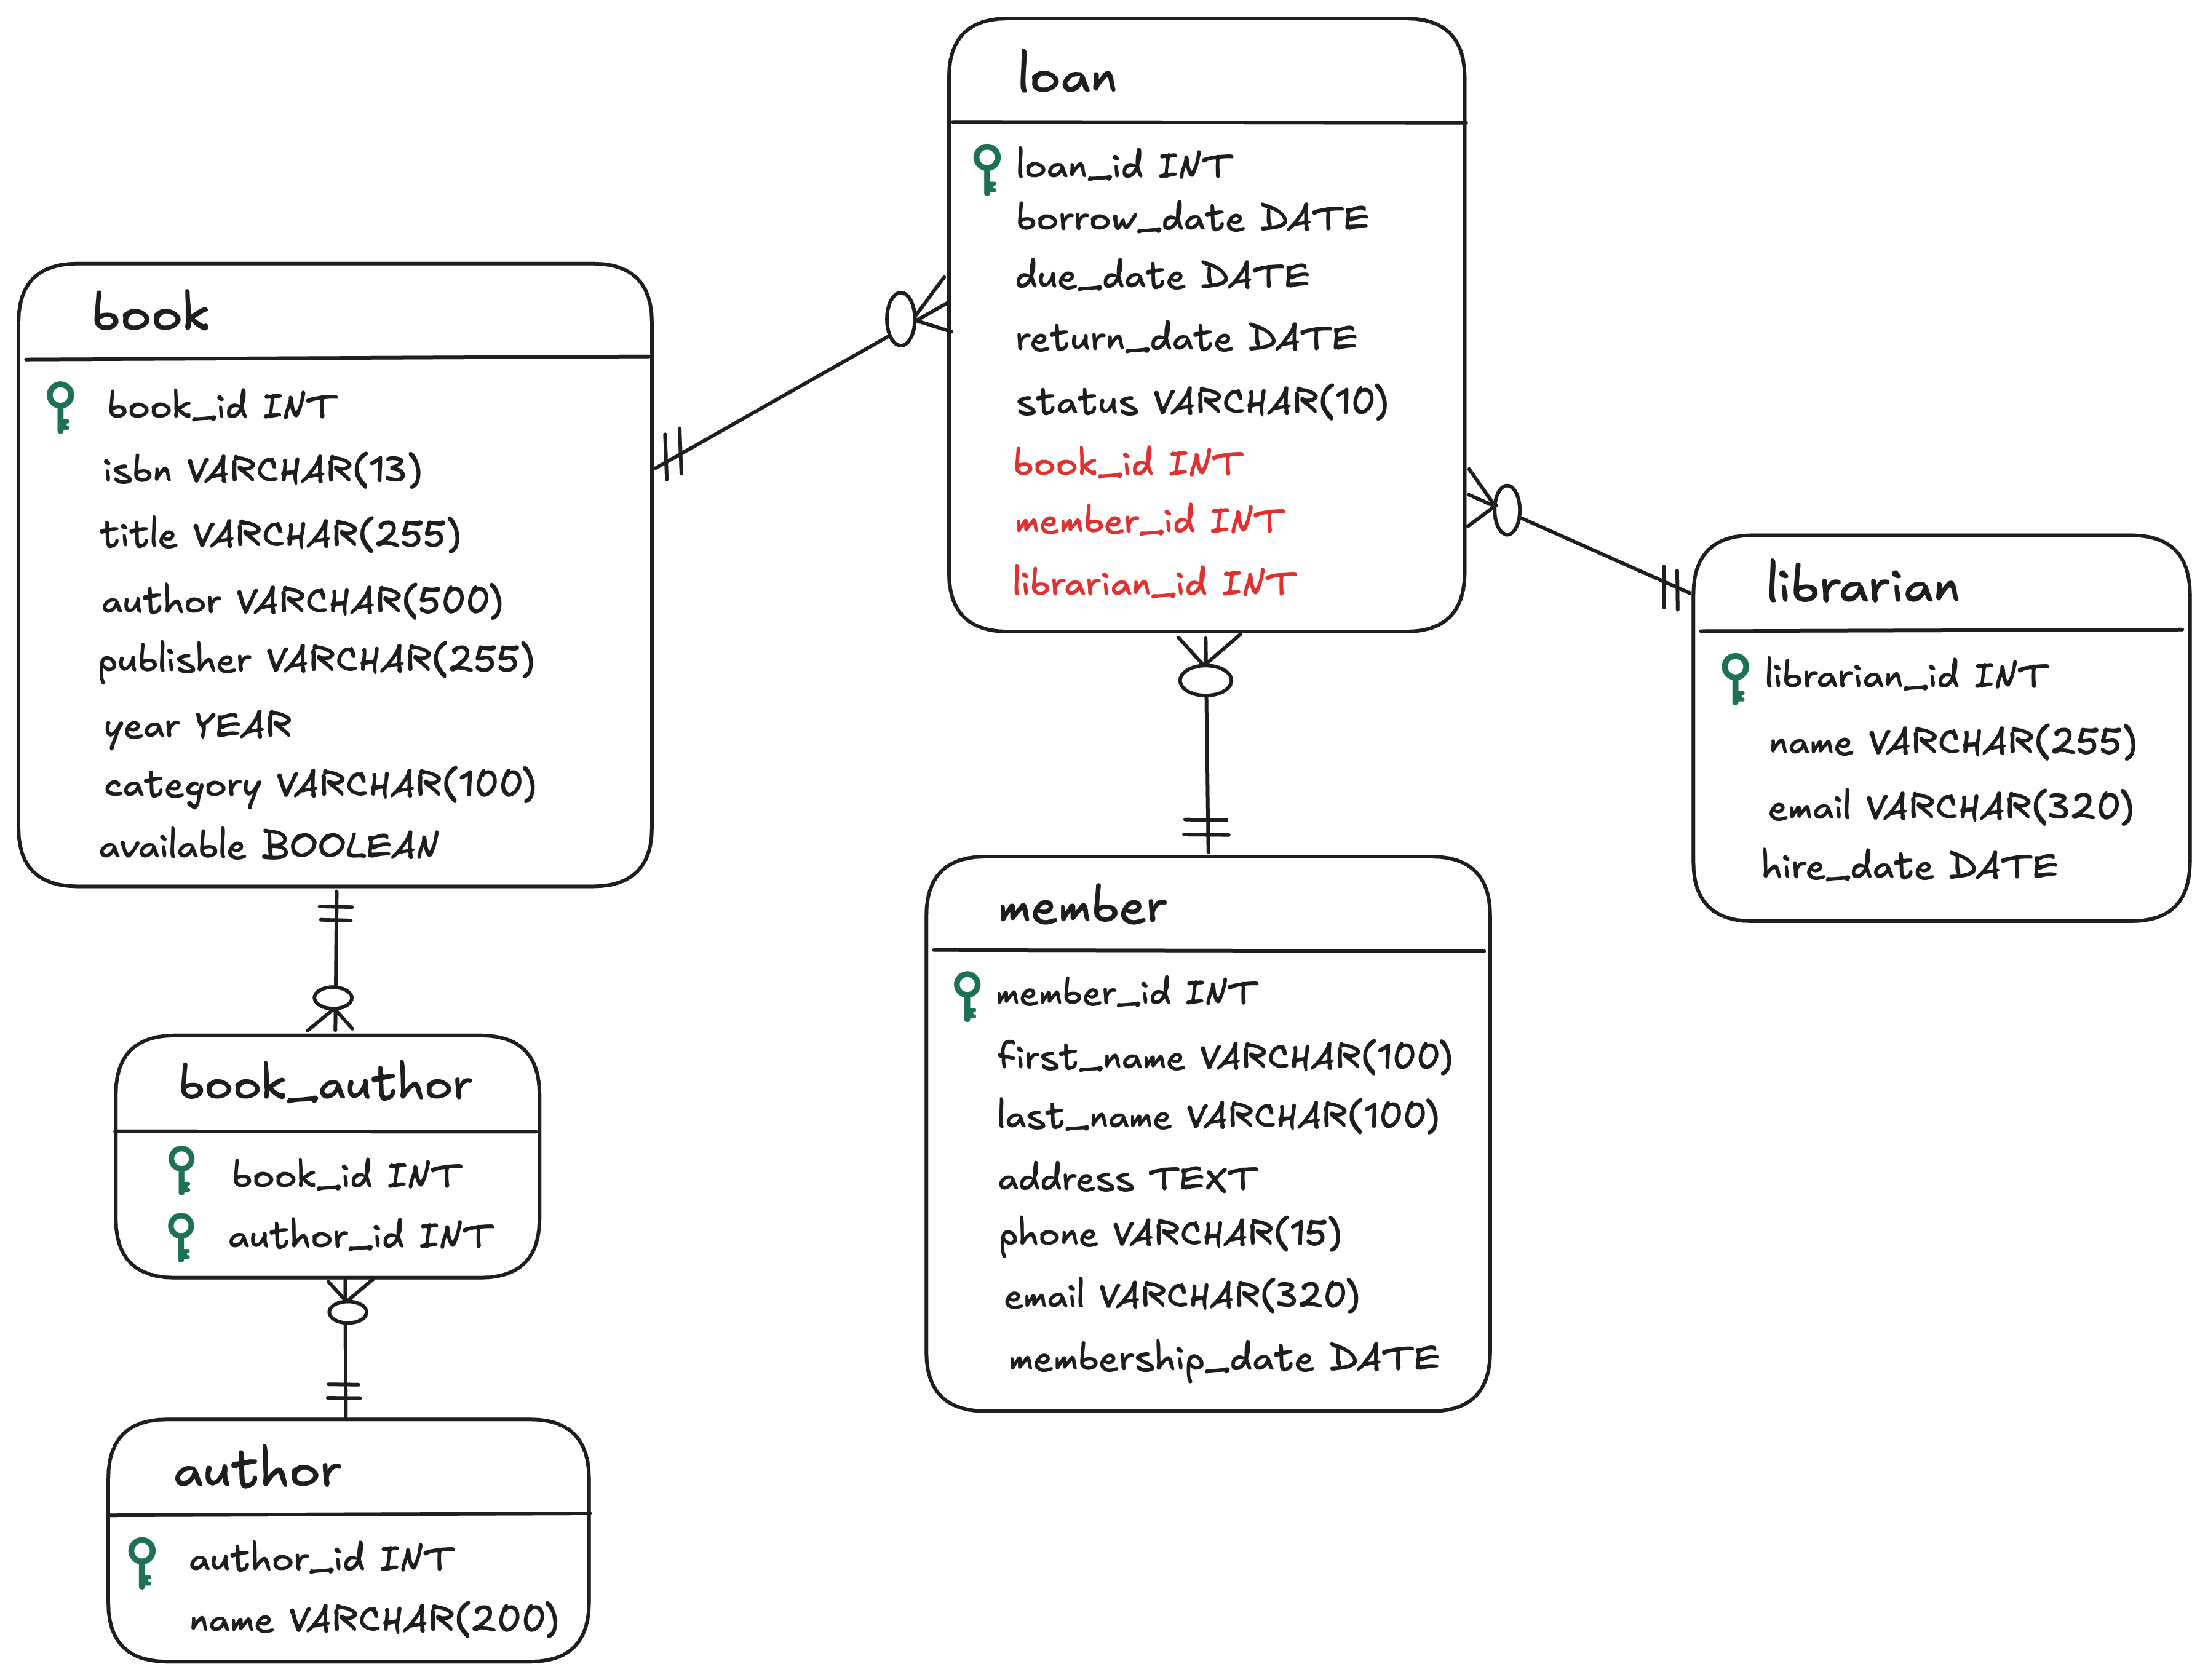 loan
loan_id INT
borrow_date DATE
due_date DATE
return_date DATE
status VARCHAR(10)
book_id INT
member_id INT
librarian_id INT
book
book_id INT
isbn VARCHAR(13)
title VARCHAR(255)
author VARCHAR(500)
publisher VARCHAR(255)
year YEAR
category VARCHAR(100)
available BOOLEAN
librarian
librarian_id INT
name VARCHAR(255)
email VARCHAR(320)
hire_date DATE
member
member_id INT
first_name VARCHAR(100)
last_name VARCHAR(100)
address TEXT
phone VARCHAR(15)
email VARCHAR(320)
membership_date DATE
book_author
book_id INT
author_id INT
author
author_id INT
name VARCHAR(200)